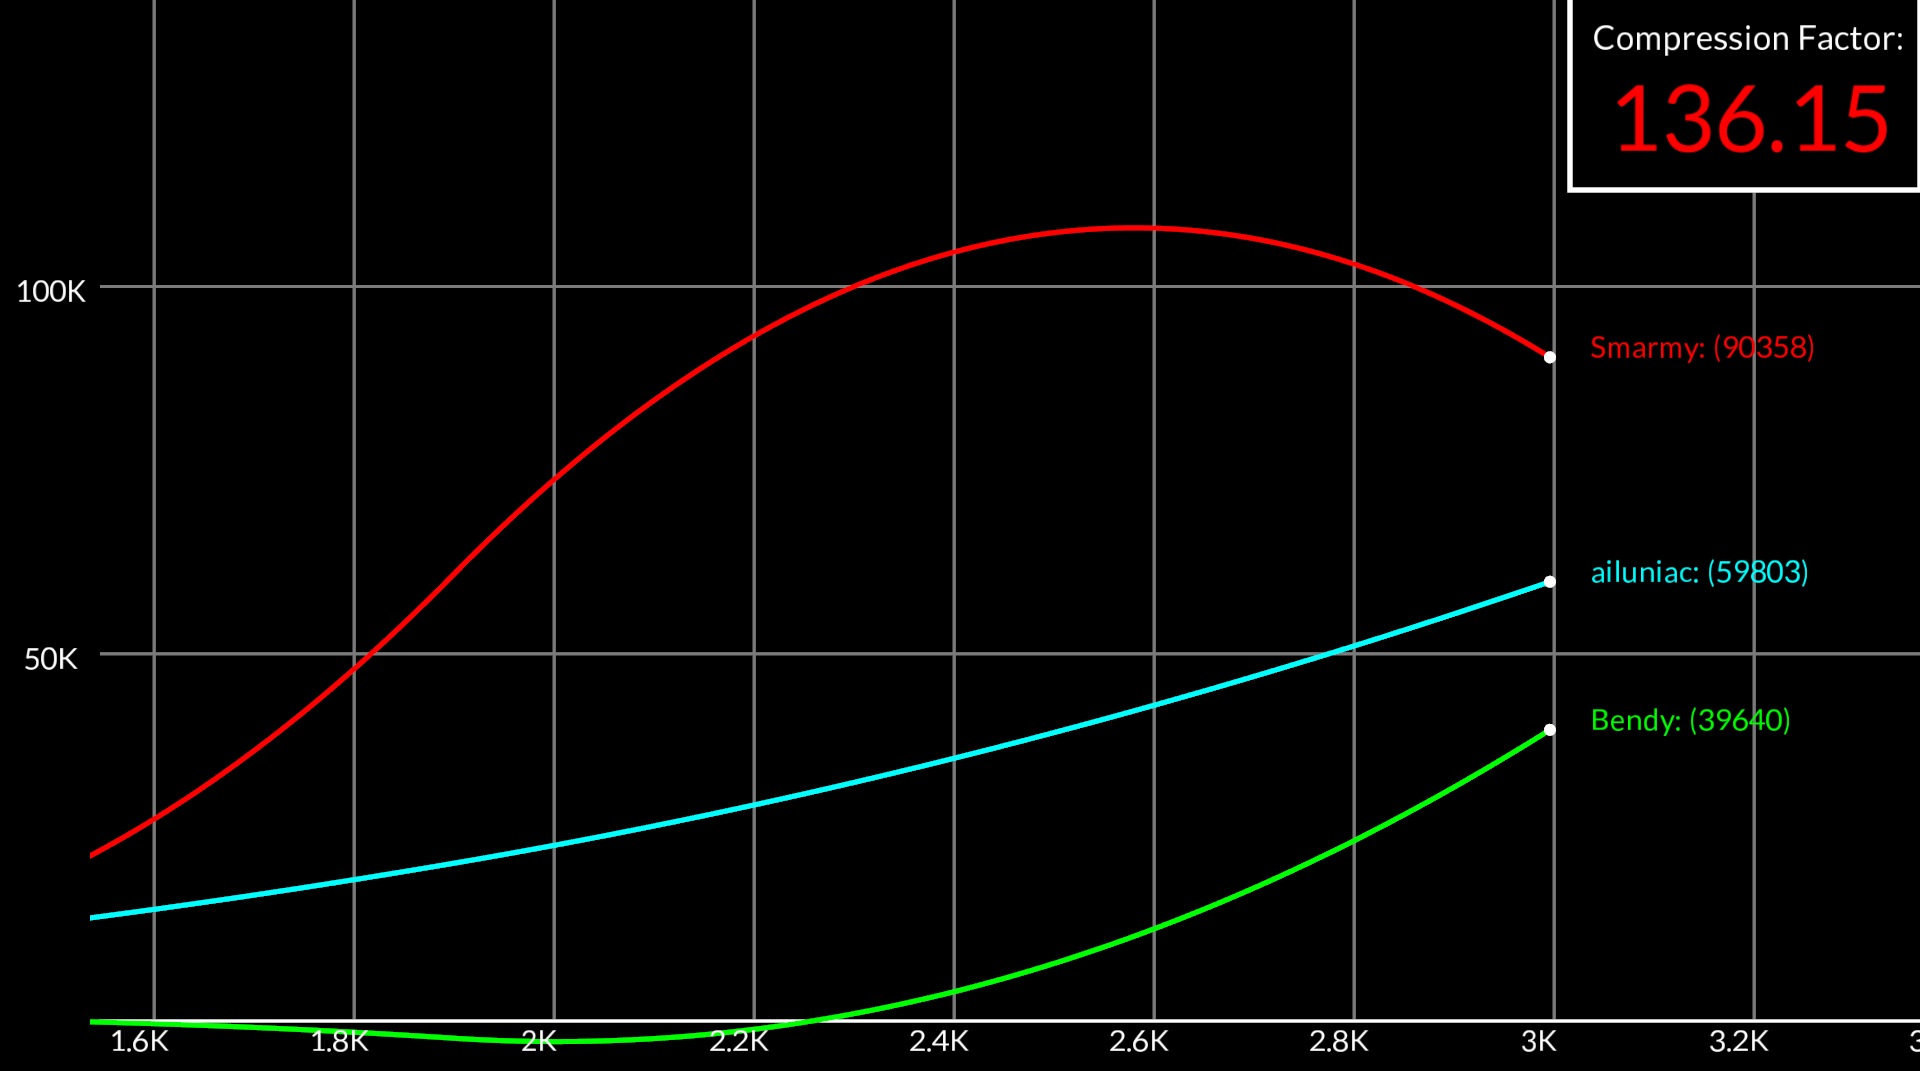 Compression Factor:
136.15
100K
Smarmy: (90358)
ailuniac: (59803)
50K
Bendy: (39640)
1.6K 1.8K 2K 2.2K 2.4K 2.6K 2.8K 3K 3.2K